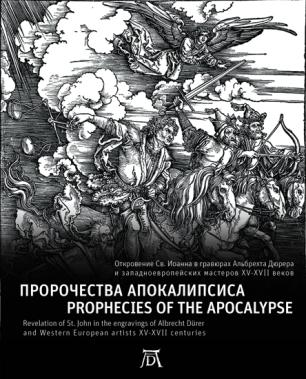 Откровение Св. Иоанна в гравюрах Альбрехта Дюрера
и западноевропейских мастеров XV-XVII веков
ПРОРОЧЕСТВА АПОКАЛИПСИСА
PROPHECIES OF THE APOCALYPSE
Revelation of St. John in the engravings of Albrecht Dürer
and Western European artists XV-XVII centuries
AD